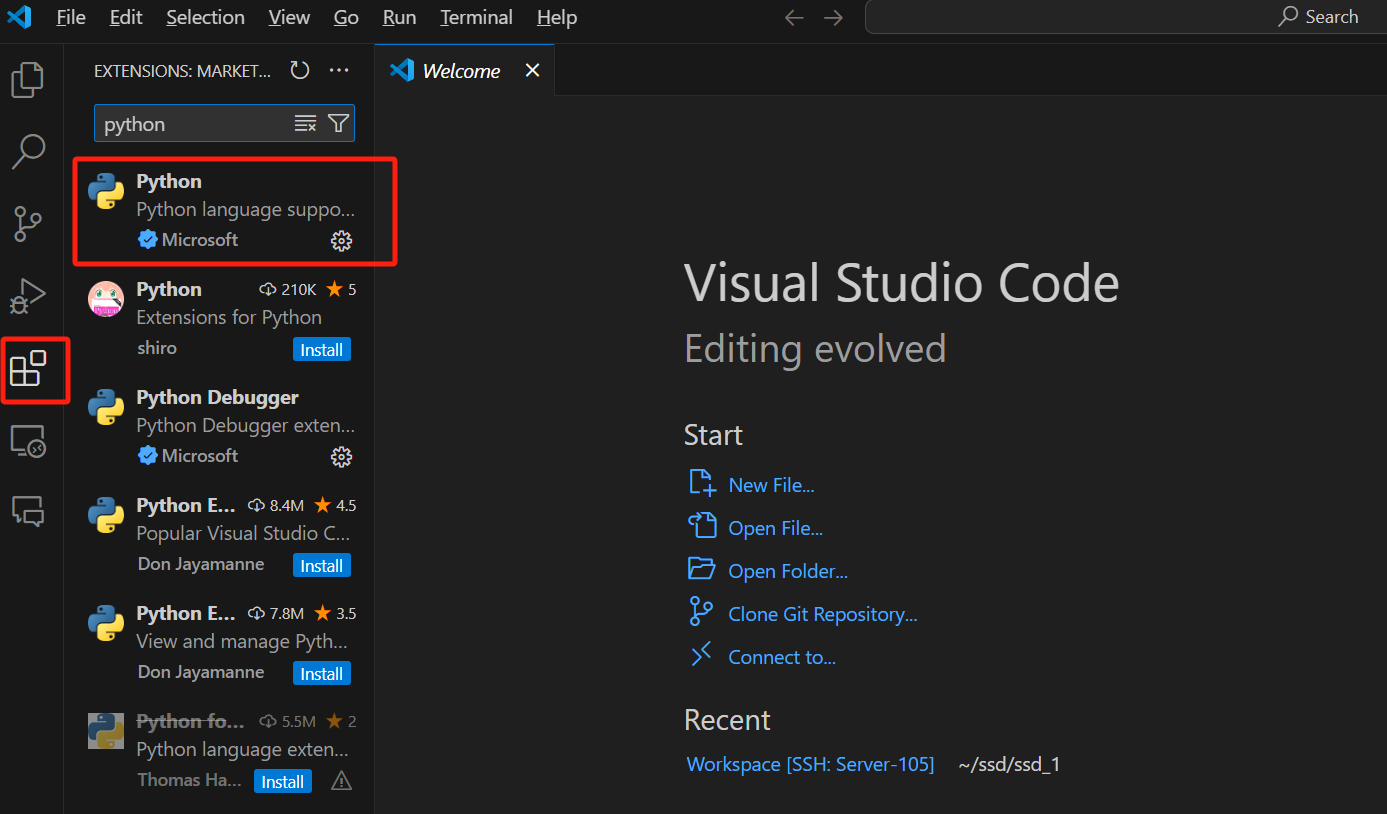 File Edit Selection View Go Run Terminal Help
Search
EXTENSIONS: MARKET...
Welcome
python
Python
Python language suppo...
Microsoft
Python 210K 5
Extensions for Python
shiro Install
Python Debugger
Python Debugger exten...
Microsoft
Python E... 8.4M 4.5
Popular Visual Studio C...
Don Jayamanne Install
Python E... 7.8M 3.5
View and manage Pyth...
Don Jayamanne Install
Python fo... 5.5M 2
Python language exten...
Thomas Ha... Install
Visual Studio Code
Editing evolved
Start
New File...
Open File...
Open Folder...
Clone Git Repository...
Connect to...
Recent
Workspace [SSH: Server-105] ~/ssd/ssd_1